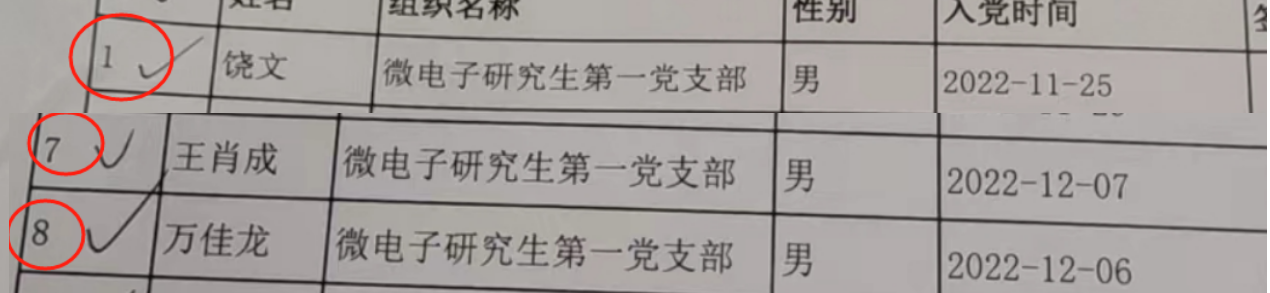 姓名 组织名称 性别 入党时间
1 饶文 微电子研究生第一党支部 男 2022-11-25
7 王肖成 微电子研究生第一党支部 男 2022-12-07
8 万佳龙 微电子研究生第一党支部 男 2022-12-06